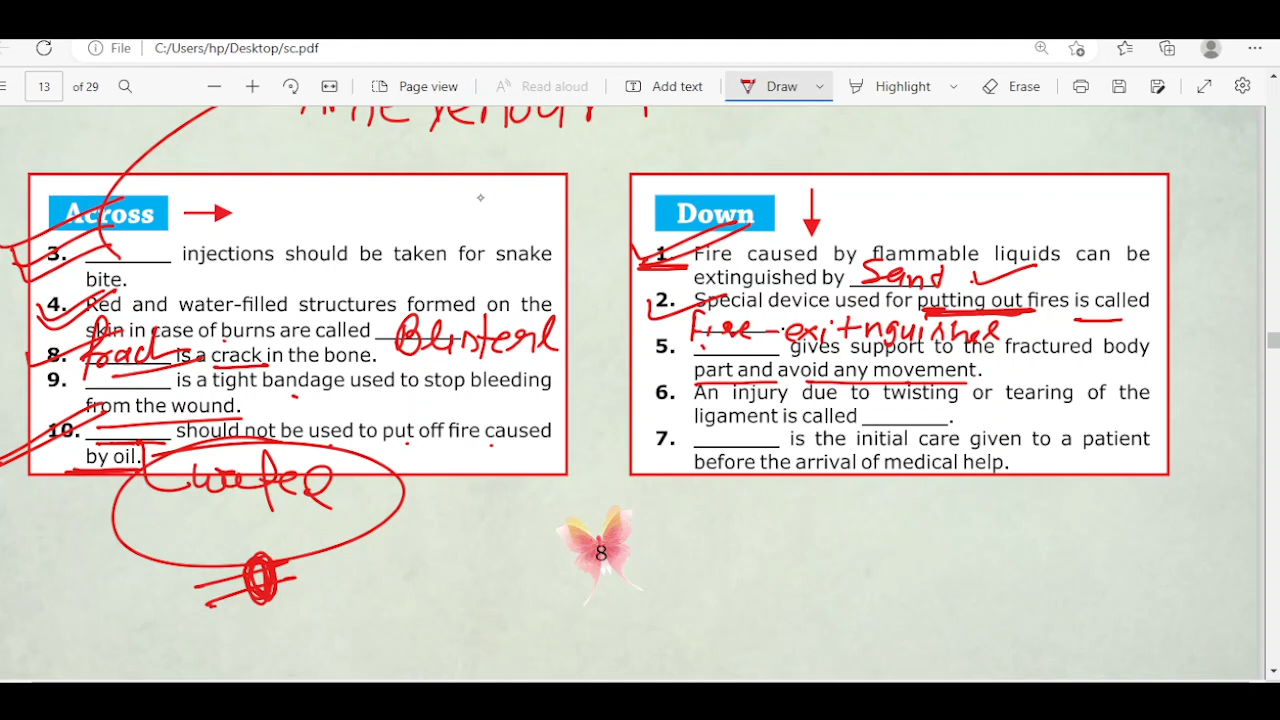 File C:/Users/hp/Desktop/sc.pdf
13 of 29 Page view Read aloud Add text Draw Highlight Erase
Across
3. ________ injections should be taken for snake
bite.
4. Red and water-filled structures formed on the
skin in case of burns are called ________
8. ________ is a crack in the bone.
9. ________ is a tight bandage used to stop bleeding
from the wound.
10. ________ should not be used to put off fire caused
by oil.
water
Down
1. Fire caused by flammable liquids can be
extinguished by Sand
2. Special device used for putting out fires is called
________.
5. ________ gives support to the fractured body
part and avoid any movement.
6. An injury due to twisting or tearing of the
ligament is called ________.
7. ________ is the initial care given to a patient
before the arrival of medical help.
8